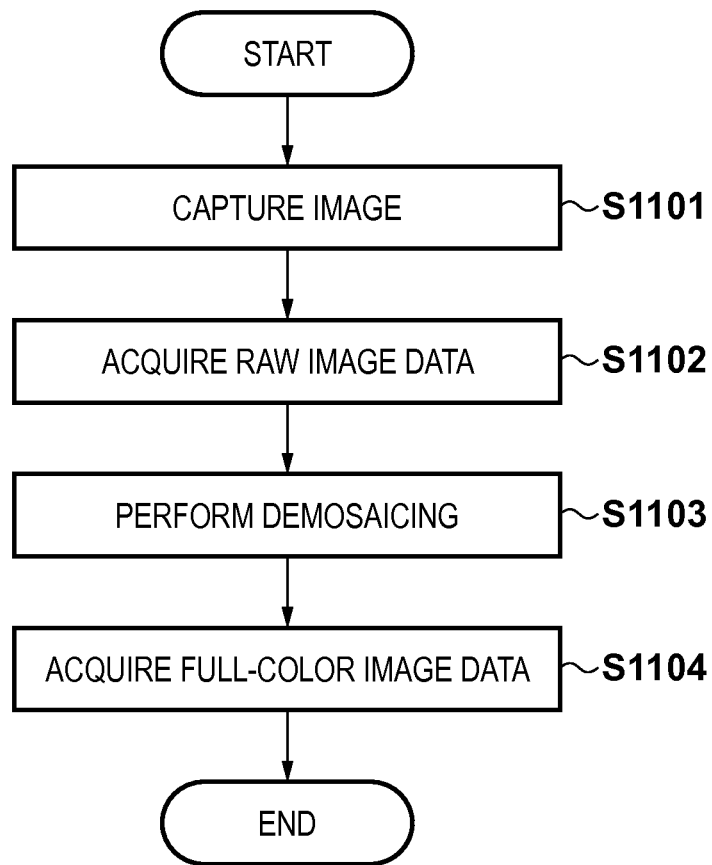 START
CAPTURE IMAGE
S1101
ACQUIRE RAW IMAGE DATA
S1102
PERFORM DEMOSAICING
S1103
ACQUIRE FULL-COLOR IMAGE DATA
S1104
END